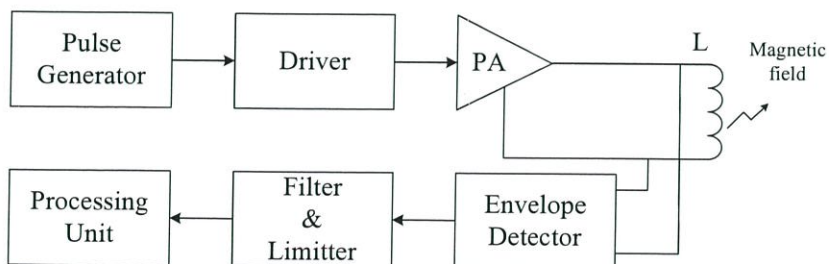 Pulse
Generator
Driver
PA
L
Magnetic
field
Processing
Unit
Filter
&
Limitter
Envelope
Detector